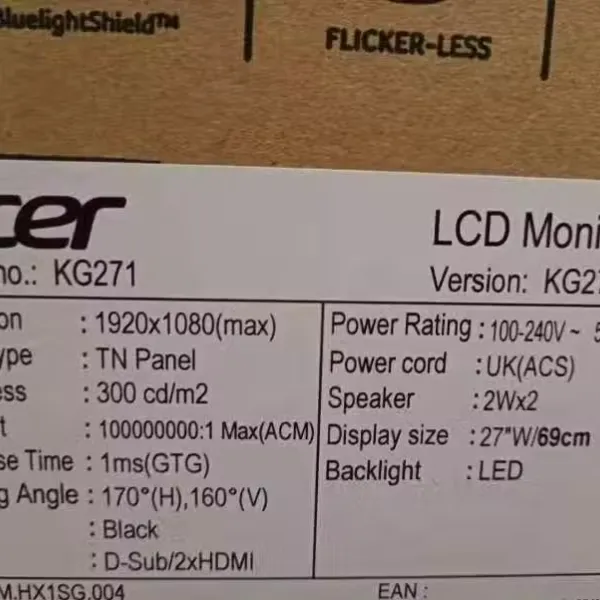 BluelightShield™
FLICKER-LESS
cer
LCD Moni
no.: KG271
Version: KG27
on : 1920x1080(max)
ype : TN Panel
ss : 300 cd/m2
t : 100000000:1 Max(ACM)
se Time : 1ms(GTG)
g Angle : 170°(H),160°(V)
: Black
: D-Sub/2xHDMI
Power Rating : 100-240V ~ 5
Power cord : UK(ACS)
Speaker : 2Wx2
Display size : 27"W/69cm
Backlight : LED
M.HX1SG.004
EAN :